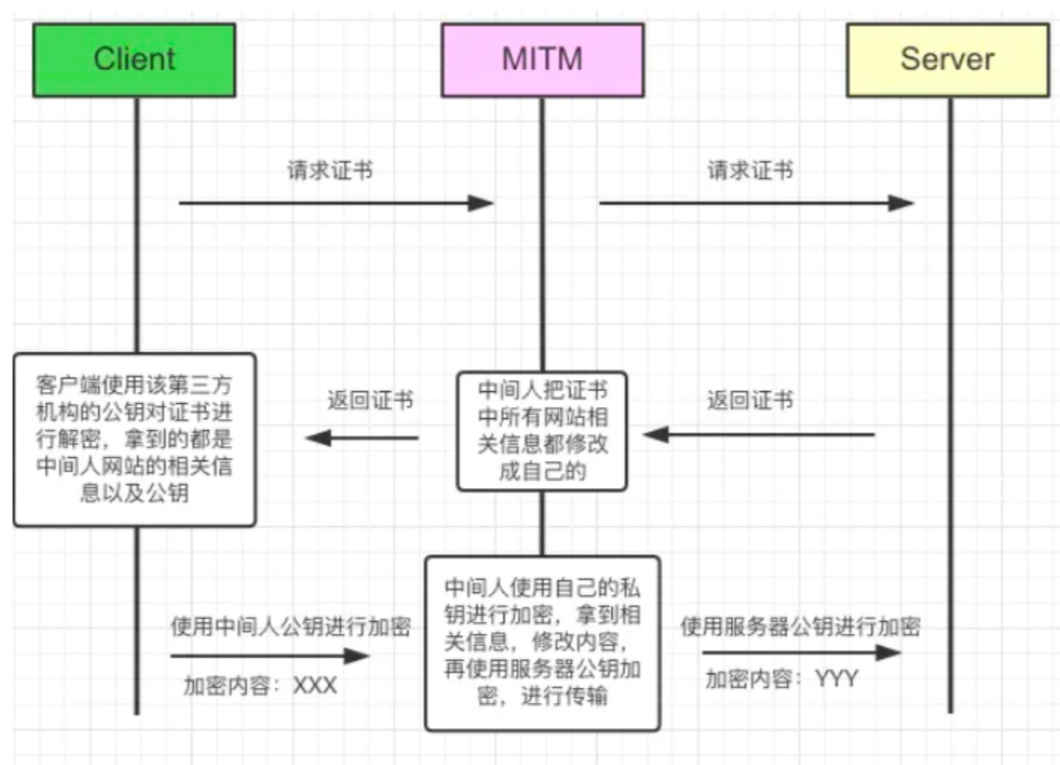 Client
MITM
Server
请求证书
请求证书
客户端使用该第三方
机构的公钥对证书进
行解密，拿到的都是
中间人网站的相关信
息以及公钥
返回证书
中间人把证书
中所有网站相
关信息都修改
成自己的
返回证书
使用中间人公钥进行加密
加密内容：XXX
中间人使用自己的私
钥进行加密，拿到相
关信息，修改内容，
再使用服务器公钥加
密，进行传输
使用服务器公钥进行加密
加密内容：YYY